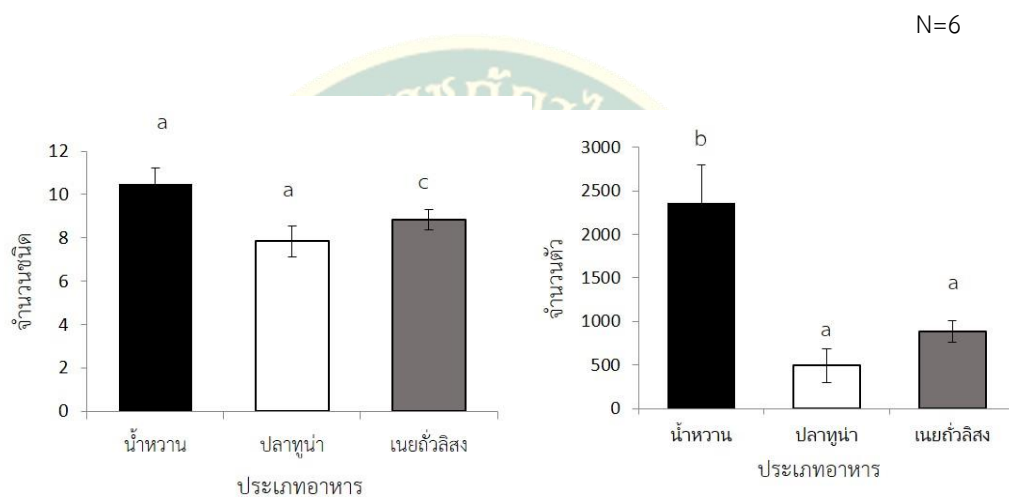 N=6
a
a
c
12
10
8
6
4
2
0
จำนวนชนิด
น้ำหวาน ปลาทูน่า เนยถั่วลิสง
ประเภทอาหาร
b
a
a
3000
2500
2000
1500
1000
500
0
จำนวนตัว
น้ำหวาน ปลาทูน่า เนยถั่วลิสง
ประเภทอาหาร